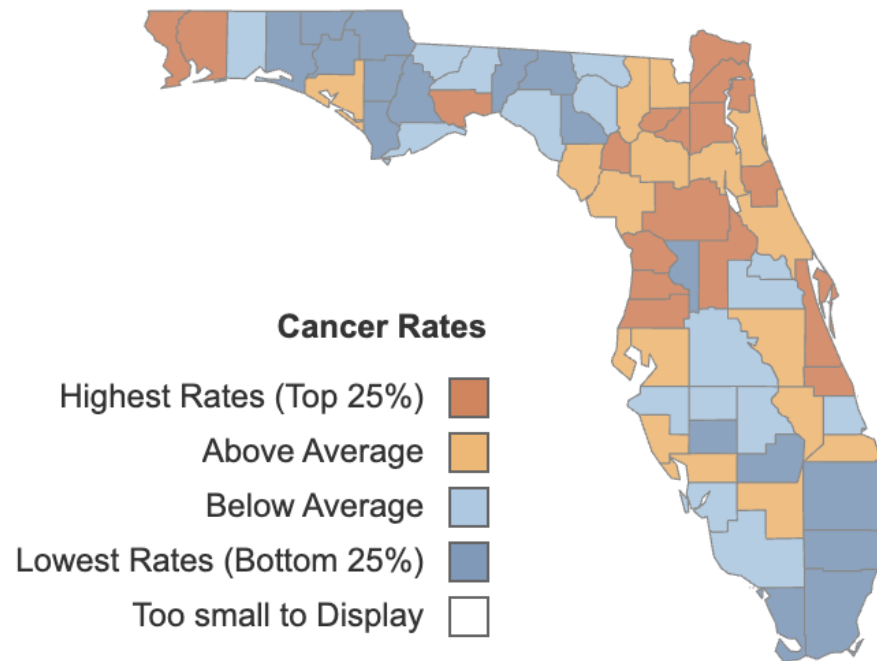 Cancer Rates
Highest Rates (Top 25%)
Above Average
Below Average
Lowest Rates (Bottom 25%)
Too small to Display